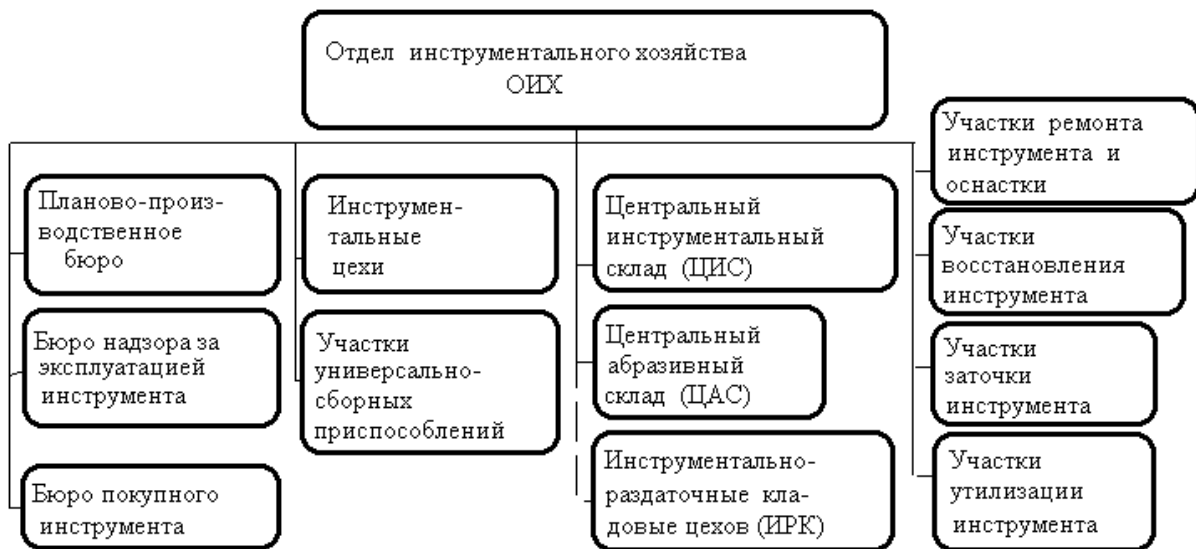 Отдел инструментального хозяйства
ОИХ
Планово-произ-
водственное
бюро
Бюро надзора за
эксплуатацией
инструмента
Бюро покупного
инструмента
Инструмен-
тальные
цехи
Участки
универсально-
сборных
приспособлений
Центральный
инструментальный
склад (ЦИС)
Центральный
абразивный
склад (ЦАС)
Инструментально-
раздаточные кла-
довые цехов (ИРК)
Участки ремонта
инструмента и
оснастки
Участки
восстановления
инструмента
Участки
заточки
инструмента
Участки
утилизации
инструмента